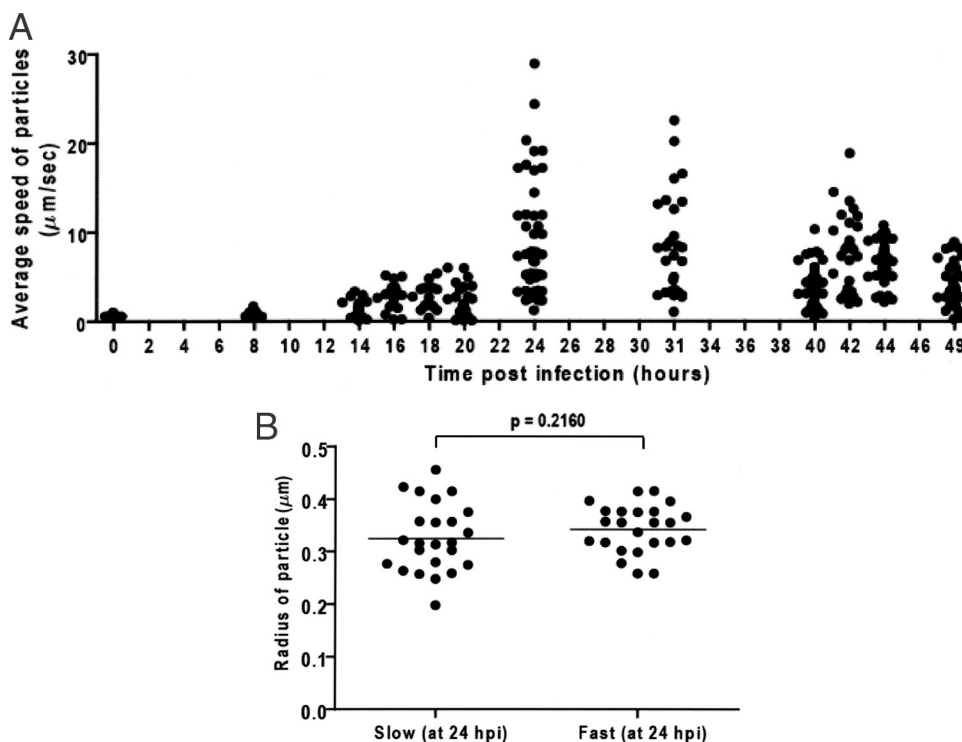 A
Average speed of particles
(μm/sec)
30
20
10
0
0 2 4 6 8 10 12 14 16 18 20 22 24 26 28 30 31 34 36 38 40 42 44 49
Time post infection (hours)
B
p = 0.2160
Radius of particle (μm)
0.5
0.4
0.3
0.2
0.1
0.0
Slow (at 24 hpi) Fast (at 24 hpi)